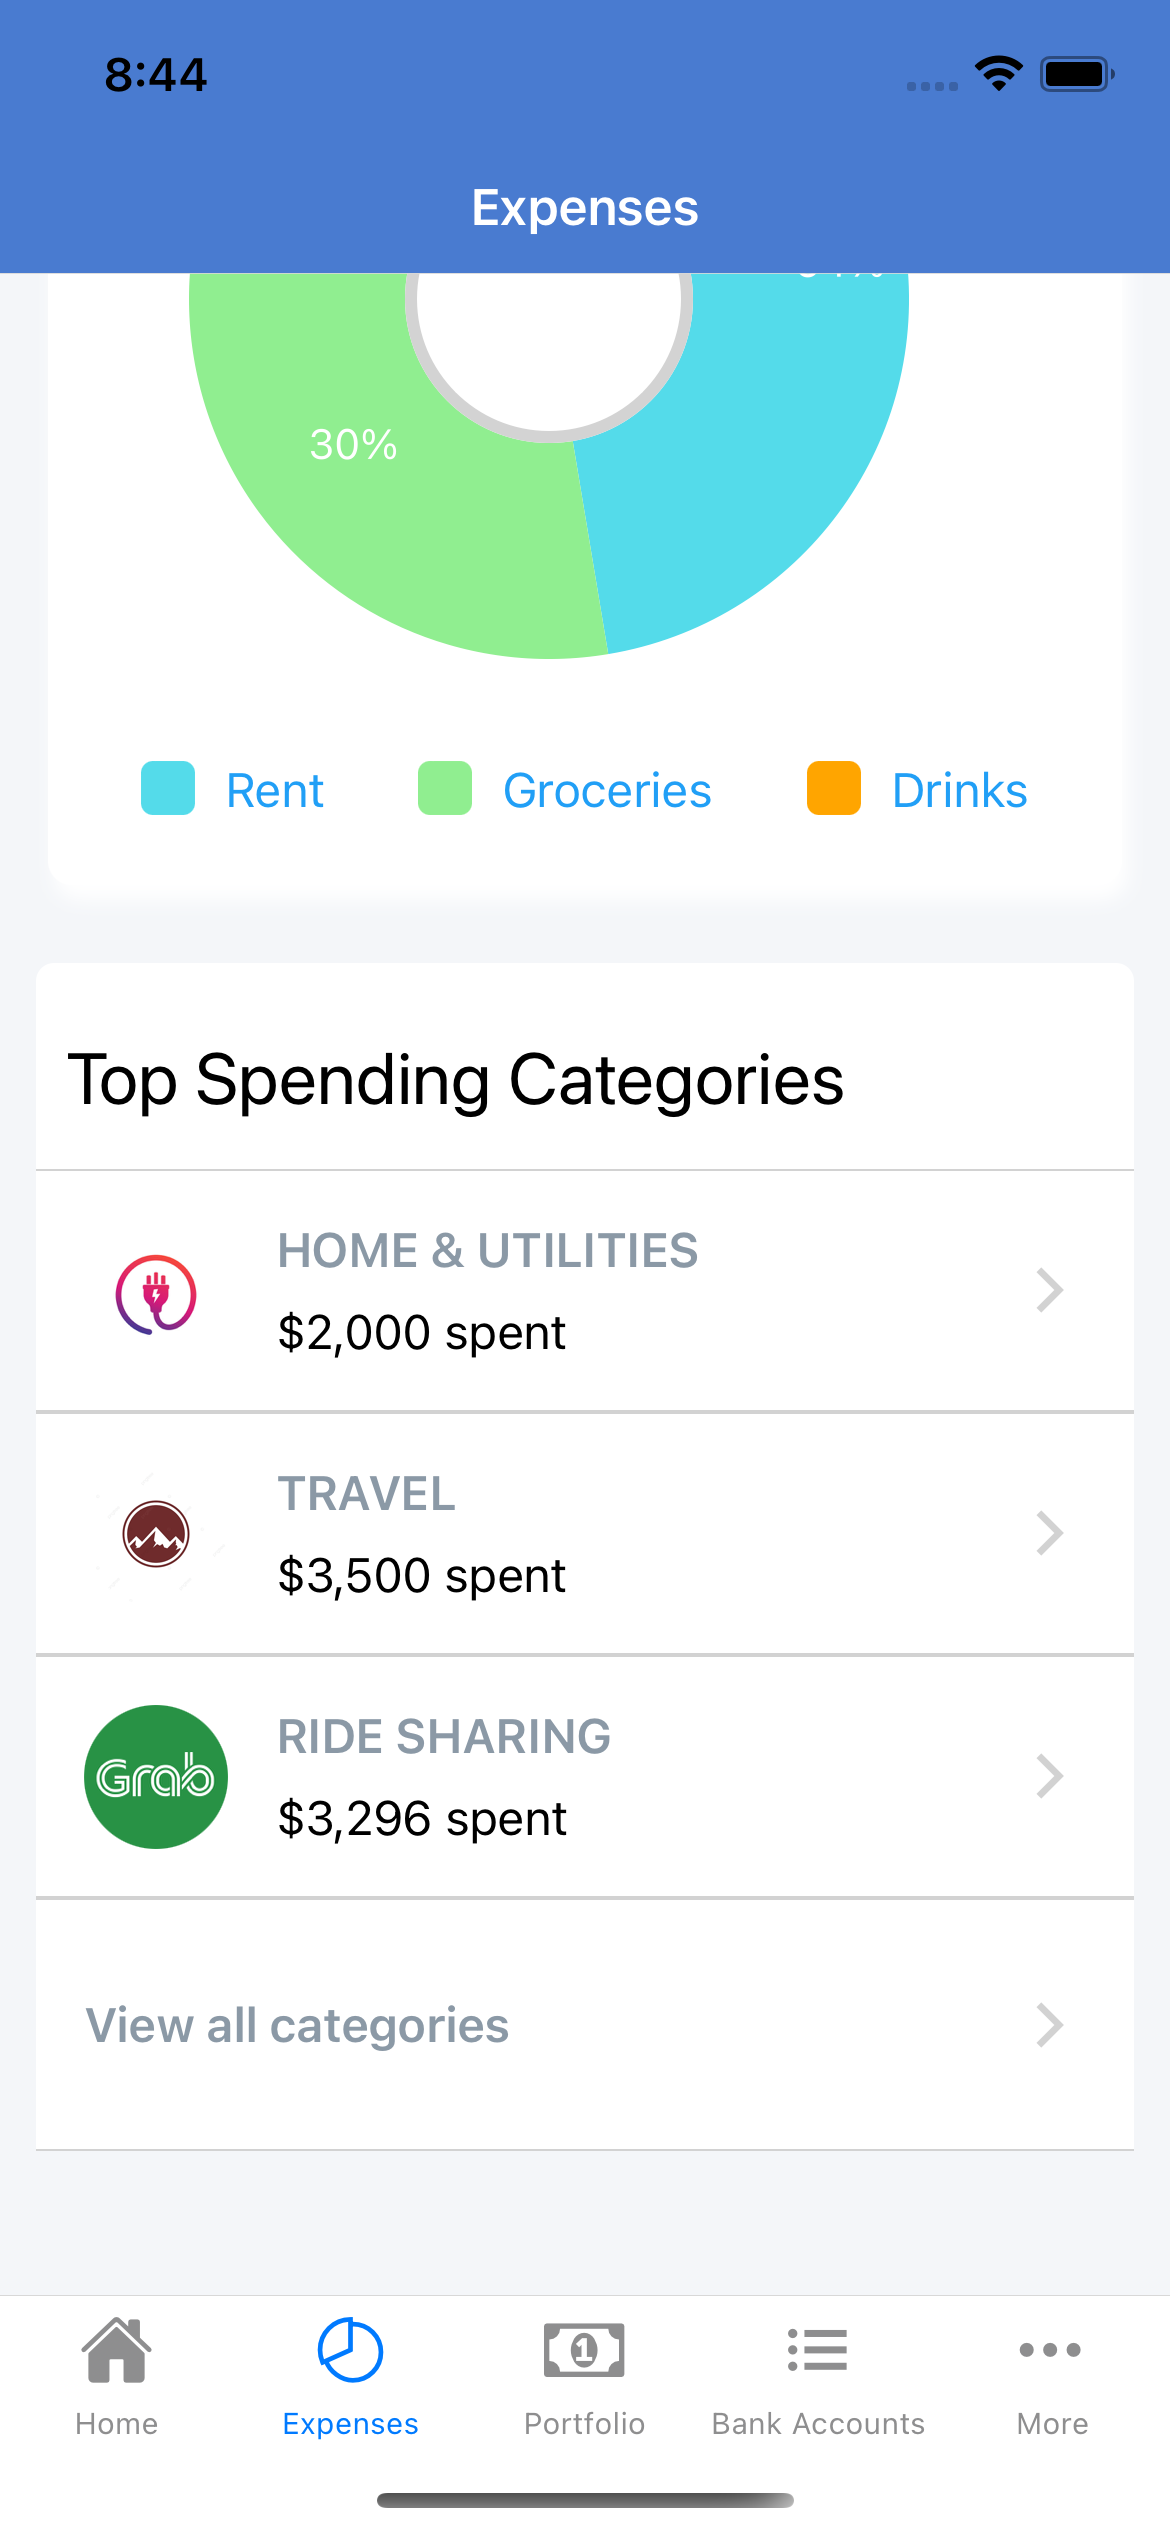 8:44
Expenses
30%
Rent
Groceries
Drinks
Top Spending Categories
HOME & UTILITIES
$2,000 spent
TRAVEL
$3,500 spent
Grab
RIDE SHARING
$3,296 spent
View all categories
1
Home
Expenses
Portfolio
Bank Accounts
More